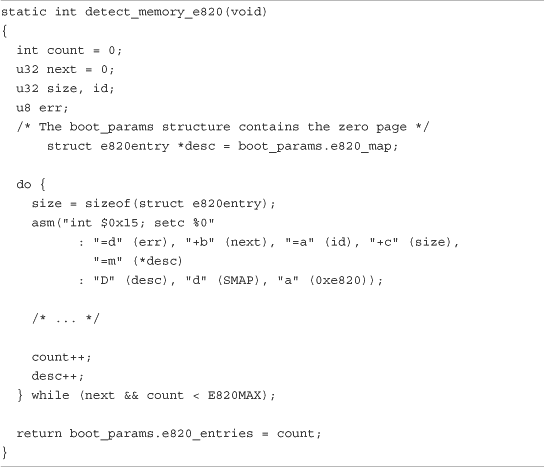 static int detect_memory_e820(void)
{
  int count = 0;
  u32 next = 0;
  u32 size, id;
  u8 err;
  /* The boot_params structure contains the zero page */
      struct e820entry *desc = boot_params.e820_map;

  do {
    size = sizeof(struct e820entry);
    asm("int $0x15; setc %0"
          : "=d" (err), "+b" (next), "=a" (id), "+c" (size),
            "=m" (*desc)
          : "D" (desc), "d" (SMAP), "a" (0xe820));

    /* ... */

    count++;
    desc++;
  } while (next && count < E820MAX);

  return boot_params.e820_entries = count;
}